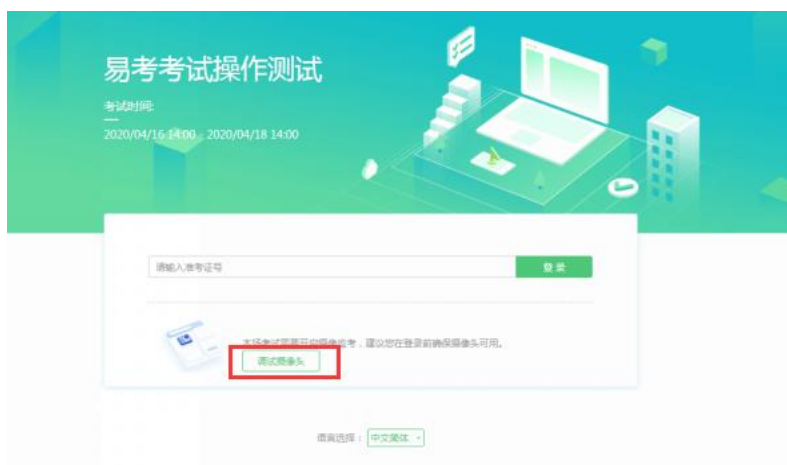 易考考试操作测试
考试时间:
2020/04/16 14:00 - 2020/04/18 14:00
请输入准考证号
登录
本场考试需要开启摄像监考，建议您在登录前确保摄像头可用。
调试摄像头
语言选择： 中文简体